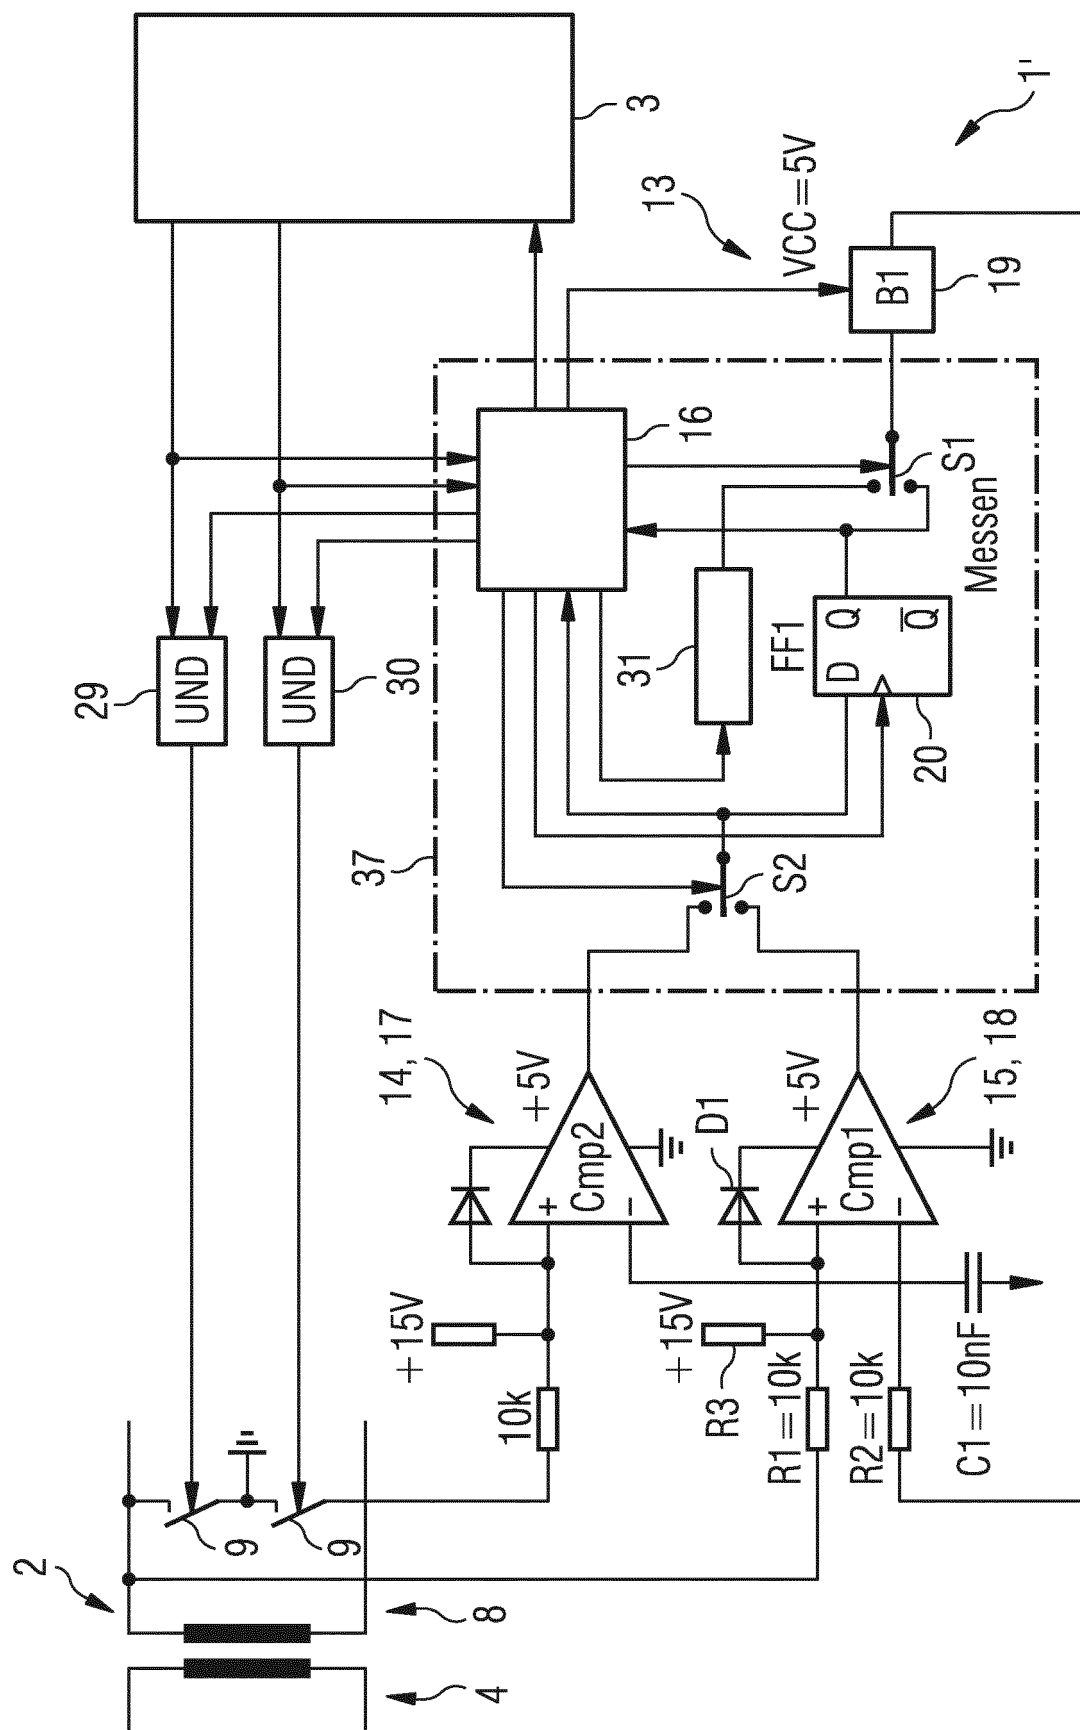 3
1'
13
VCC=5V
B1
19
16
S1
Messen
29
UND
30
UND
31
FF1
D
Q
Q̅
20
37
S2
14, 17
+5V
Cmp2
+
−
D1
+5V
Cmp1
+
−
15, 18
+15V
10k
+15V
R3
R1=10k
R2=10k
C1=10nF
9
9
2
8
4